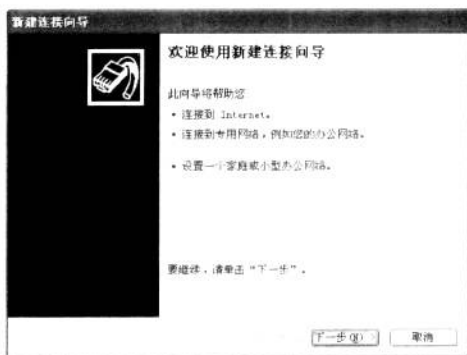 新建连接向导
欢迎使用新建连接向导
此向导将帮助您:
• 连接到 Internet。
• 连接到专用网络，例如您的办公网络。
• 设置一个家庭或小型办公网络。
要继续，请单击“下一步”。
下一步(N) >
取消